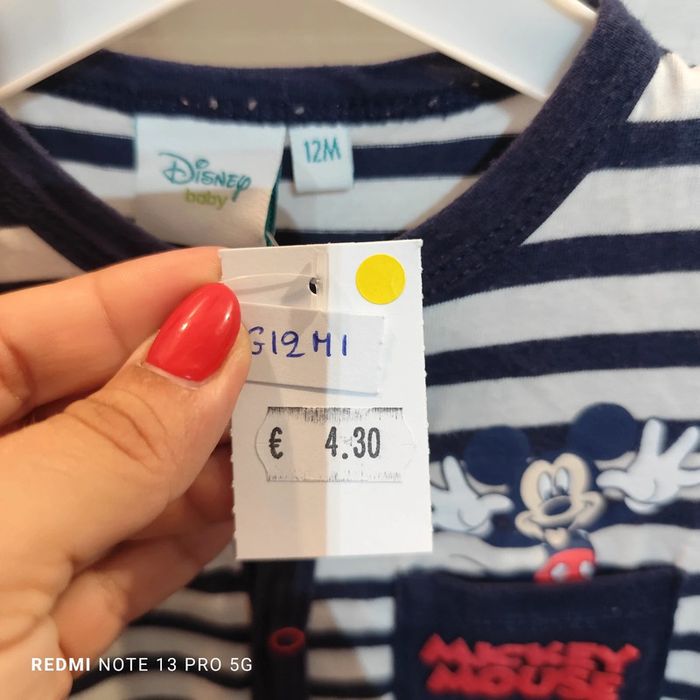 Disney
baby
12M
G12M1
€ 4.30
MICKEY
MOUSE
REDMI NOTE 13 PRO 5G